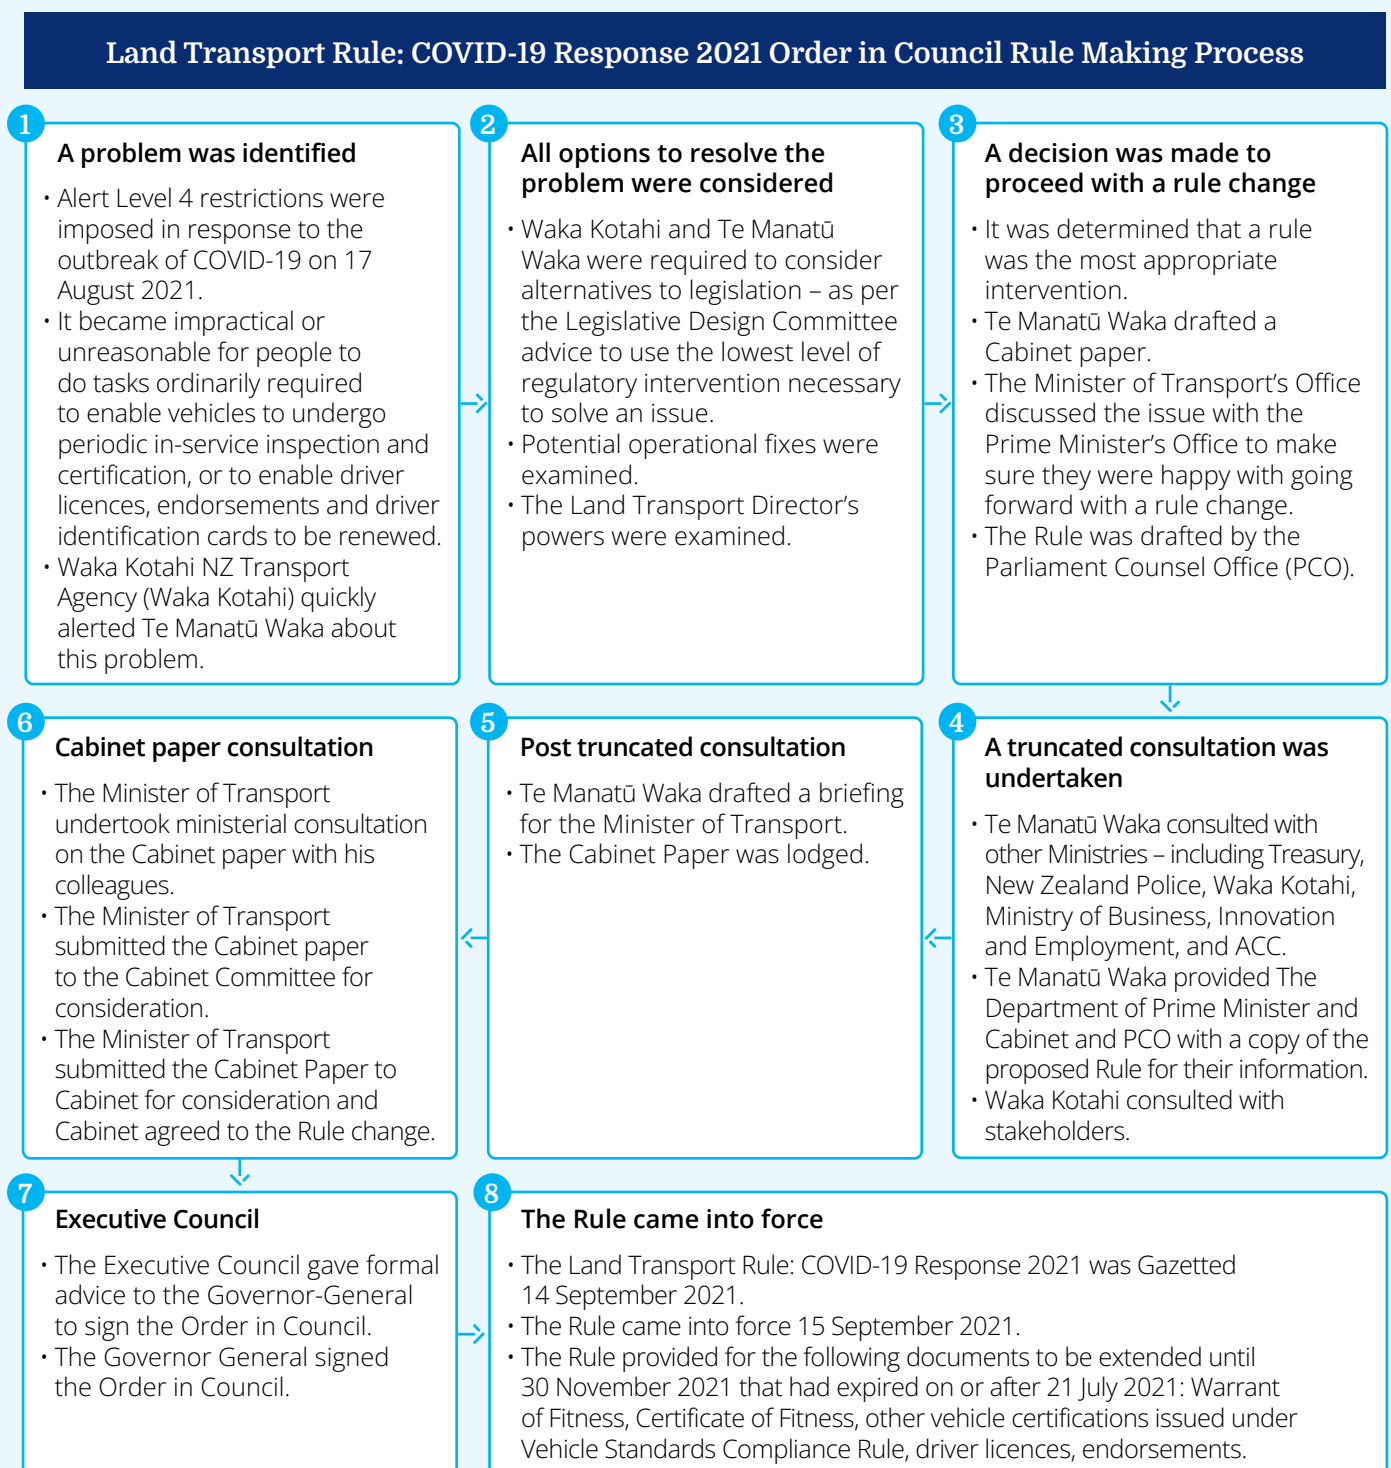 Land Transport Rule: COVID-19 Response 2021 Order in Council Rule Making Process
1
A problem was identified
• Alert Level 4 restrictions were
imposed in response to the
outbreak of COVID-19 on 17
August 2021.
• It became impractical or
unreasonable for people to
do tasks ordinarily required
to enable vehicles to undergo
periodic in-service inspection and
certification, or to enable driver
licences, endorsements and driver
identification cards to be renewed.
• Waka Kotahi NZ Transport
Agency (Waka Kotahi) quickly
alerted Te Manatū Waka about
this problem.
2
All options to resolve the
problem were considered
• Waka Kotahi and Te Manatū
Waka were required to consider
alternatives to legislation – as per
the Legislative Design Committee
advice to use the lowest level of
regulatory intervention necessary
to solve an issue.
• Potential operational fixes were
examined.
• The Land Transport Director's
powers were examined.
3
A decision was made to
proceed with a rule change
• It was determined that a rule
was the most appropriate
intervention.
• Te Manatū Waka drafted a
Cabinet paper.
• The Minister of Transport's Office
discussed the issue with the
Prime Minister's Office to make
sure they were happy with going
forward with a rule change.
• The Rule was drafted by the
Parliament Counsel Office (PCO).
4
A truncated consultation was
undertaken
• Te Manatū Waka consulted with
other Ministries – including Treasury,
New Zealand Police, Waka Kotahi,
Ministry of Business, Innovation
and Employment, and ACC.
• Te Manatū Waka provided The
Department of Prime Minister and
Cabinet and PCO with a copy of the
proposed Rule for their information.
• Waka Kotahi consulted with
stakeholders.
5
Post truncated consultation
• Te Manatū Waka drafted a briefing
for the Minister of Transport.
• The Cabinet Paper was lodged.
6
Cabinet paper consultation
• The Minister of Transport
undertook ministerial consultation
on the Cabinet paper with his
colleagues.
• The Minister of Transport
submitted the Cabinet paper
to the Cabinet Committee for
consideration.
• The Minister of Transport
submitted the Cabinet Paper to
Cabinet for consideration and
Cabinet agreed to the Rule change.
7
Executive Council
• The Executive Council gave formal
advice to the Governor-General
to sign the Order in Council.
• The Governor General signed
the Order in Council.
8
The Rule came into force
• The Land Transport Rule: COVID-19 Response 2021 was Gazetted
14 September 2021.
• The Rule came into force 15 September 2021.
• The Rule provided for the following documents to be extended until
30 November 2021 that had expired on or after 21 July 2021: Warrant
of Fitness, Certificate of Fitness, other vehicle certifications issued under
Vehicle Standards Compliance Rule, driver licences, endorsements.